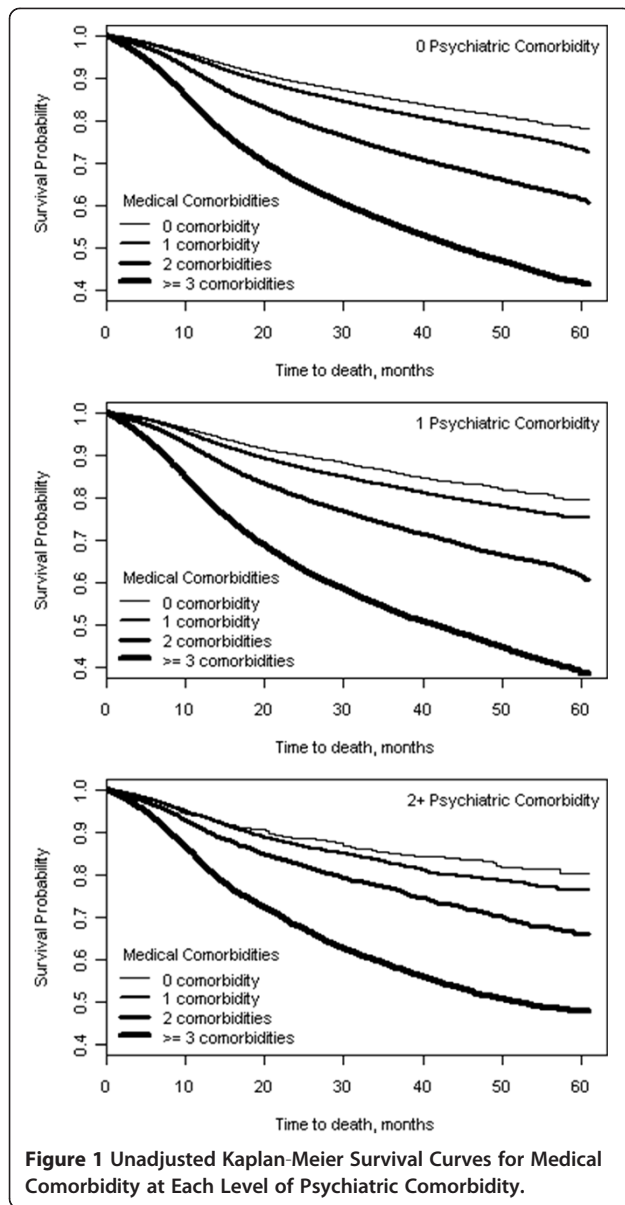 0 Psychiatric Comorbidity
Survival Probability
1.0
0.9
0.8
0.7
0.6
0.5
0.4
Medical Comorbidities
0 comorbidity
1 comorbidity
2 comorbidities
>= 3 comorbidities
0 10 20 30 40 50 60
Time to death, months
1 Psychiatric Comorbidity
Survival Probability
1.0
0.9
0.8
0.7
0.6
0.5
0.4
Medical Comorbidities
0 comorbidity
1 comorbidity
2 comorbidities
>= 3 comorbidities
0 10 20 30 40 50 60
Time to death, months
2+ Psychiatric Comorbidity
Survival Probability
1.0
0.9
0.8
0.7
0.6
0.5
0.4
Medical Comorbidities
0 comorbidity
1 comorbidity
2 comorbidities
>= 3 comorbidities
0 10 20 30 40 50 60
Time to death, months
Figure 1 Unadjusted Kaplan-Meier Survival Curves for Medical
Comorbidity at Each Level of Psychiatric Comorbidity.